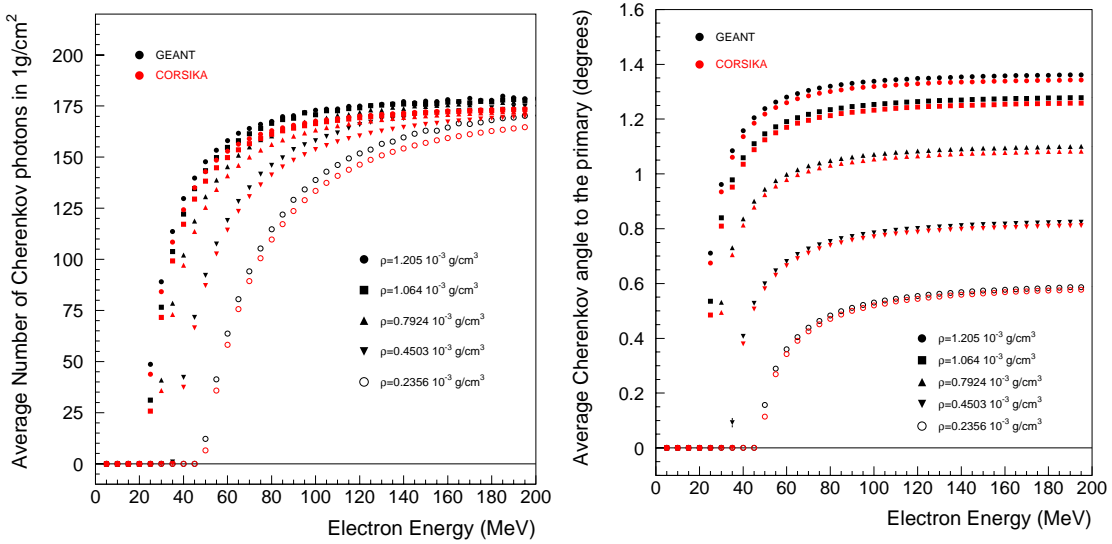 Average Number of Cherenkov photons in 1g/cm²
200
175
150
125
100
75
50
25
0
GEANT
CORSIKA
ρ=1.205 10⁻³ g/cm³
ρ=1.064 10⁻³ g/cm³
ρ=0.7924 10⁻³ g/cm³
ρ=0.4503 10⁻³ g/cm³
ρ=0.2356 10⁻³ g/cm³
0 20 40 60 80 100 120 140 160 180 200
Electron Energy (MeV)
Average Cherenkov angle to the primary (degrees)
1.6
1.4
1.2
1
0.8
0.6
0.4
0.2
0
GEANT
CORSIKA
ρ=1.205 10⁻³ g/cm³
ρ=1.064 10⁻³ g/cm³
ρ=0.7924 10⁻³ g/cm³
ρ=0.4503 10⁻³ g/cm³
ρ=0.2356 10⁻³ g/cm³
0 20 40 60 80 100 120 140 160 180 200
Electron Energy (MeV)